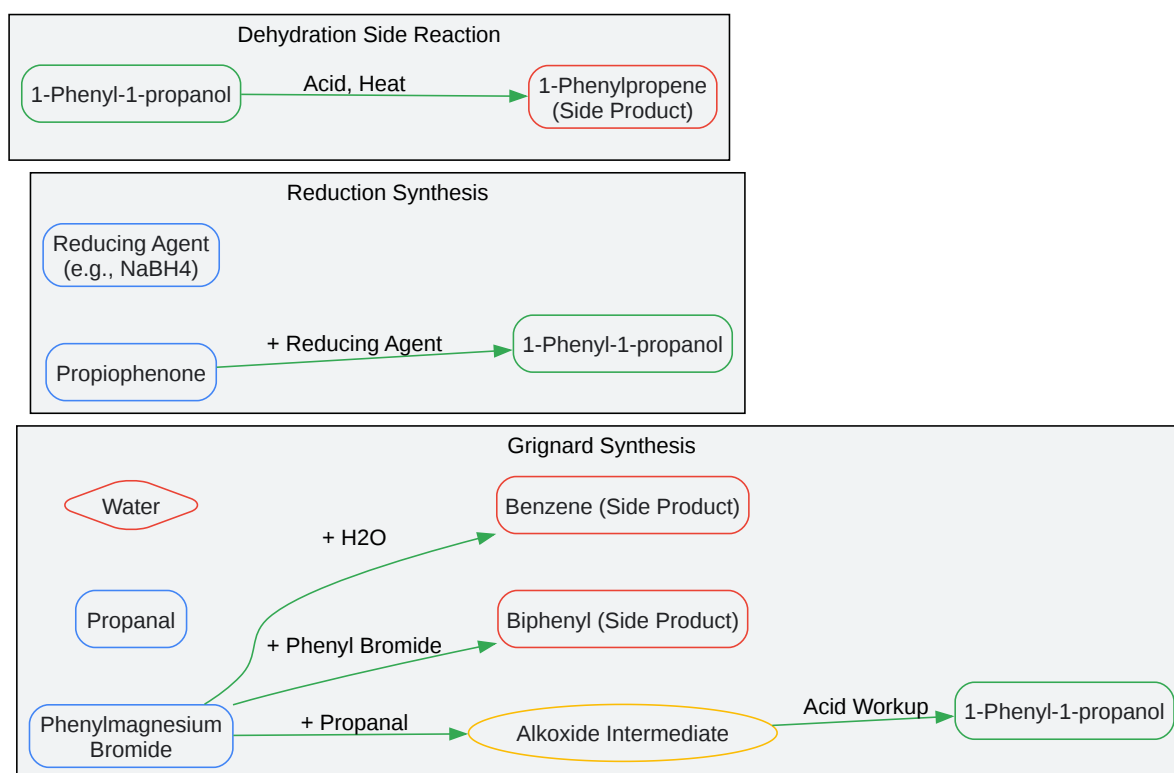 Dehydration Side Reaction
1-Phenyl-1-propanol
Acid, Heat
1-Phenylpropene
(Side Product)
Reduction Synthesis
Reducing Agent
(e.g., NaBH4)
Propiophenone
+ Reducing Agent
1-Phenyl-1-propanol
Grignard Synthesis
Water
+ H2O
Benzene (Side Product)
Propanal
+ Phenyl Bromide
Biphenyl (Side Product)
Phenylmagnesium
Bromide
+ Propanal
Alkoxide Intermediate
Acid Workup
1-Phenyl-1-propanol